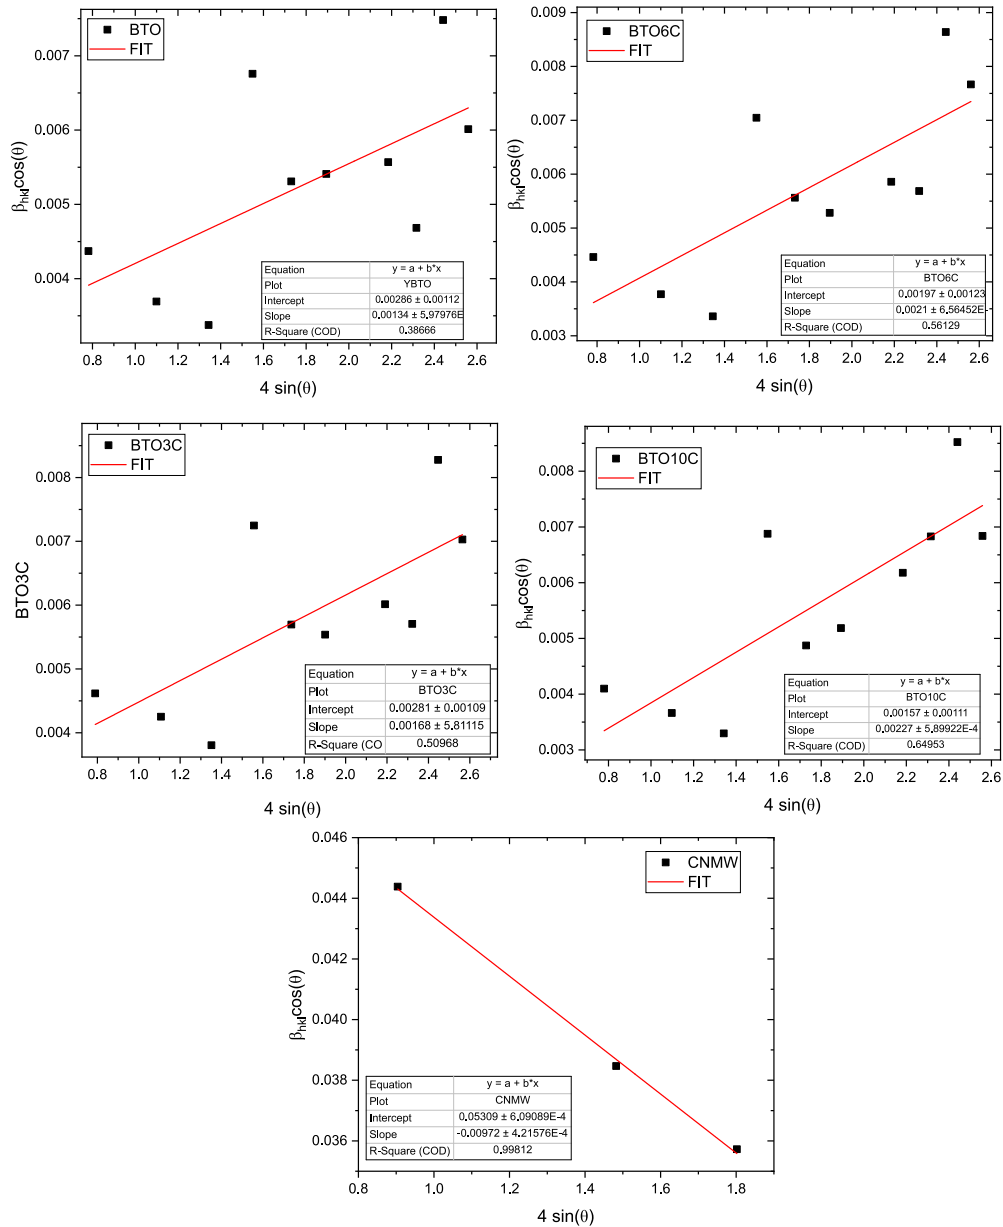 BTO
FIT
0.007
0.006
0.005
0.004
βhklcos(θ)
Equation y = a + b*x
Plot YBTO
Intercept 0.00286 ± 0.00112
Slope 0.00134 ± 5.97976E
R-Square (COD) 0.38666
0.8 1.0 1.2 1.4 1.6 1.8 2.0 2.2 2.4 2.6
4 sin(θ)
BTO6C
FIT
0.009
0.008
0.007
0.006
0.005
0.004
0.003
βhklcos(θ)
Equation y = a + b*x
Plot BTO6C
Intercept 0.00197 ± 0.00123
Slope 0.0021 ± 6.56452E-
R-Square (COD) 0.56129
0.8 1.0 1.2 1.4 1.6 1.8 2.0 2.2 2.4 2.6
4 sin(θ)
BTO3C
FIT
0.008
0.007
0.006
0.005
0.004
BTO3C
Equation y = a + b*x
Plot BTO3C
Intercept 0.00281 ± 0.00109
Slope 0.00168 ± 5.81115
R-Square (CO 0.50968
0.8 1.0 1.2 1.4 1.6 1.8 2.0 2.2 2.4 2.6
4 sin(θ)
BTO10C
FIT
0.008
0.007
0.006
0.005
0.004
0.003
βhklcos(θ)
Equation y = a + b*x
Plot BTO10C
Intercept 0.00157 ± 0.00111
Slope 0.00227 ± 5.89922E-4
R-Square (COD) 0.64953
0.8 1.0 1.2 1.4 1.6 1.8 2.0 2.2 2.4 2.6
4 sin(θ)
CNMW
FIT
0.046
0.044
0.042
0.040
0.038
0.036
βhklcos(θ)
Equation y = a + b*x
Plot CNMW
Intercept 0.05309 ± 6.09089E-4
Slope -0.00972 ± 4.21576E-4
R-Square (COD) 0.99812
0.8 1.0 1.2 1.4 1.6 1.8
4 sin(θ)